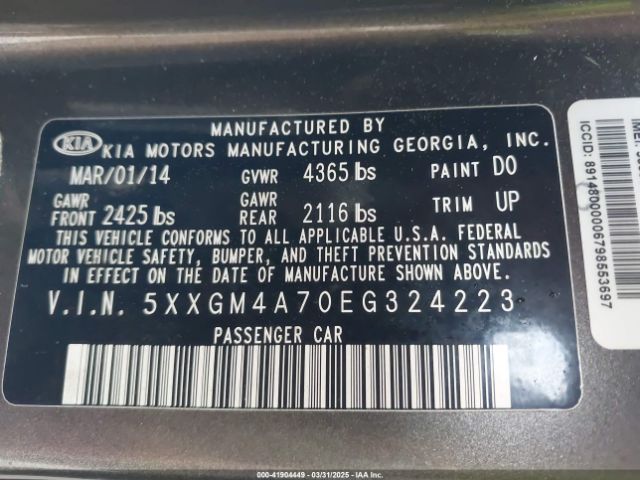 KIA
MANUFACTURED BY
KIA MOTORS MANUFACTURING GEORGIA, INC.
MAR/01/14 GVWR 4365 lbs PAINT DO
GAWR FRONT 2425 lbs GAWR REAR 2116 lbs TRIM UP
THIS VEHICLE CONFORMS TO ALL APPLICABLE U.S.A. FEDERAL
MOTOR VEHICLE SAFETY, BUMPER, AND THEFT PREVENTION STANDARDS
IN EFFECT ON THE DATE OF MANUFACTURE SHOWN ABOVE.
V.I.N. 5XXGM4A70EG324223
PASSENGER CAR
ICCID: 89148000006798553697
IMEI:
000-41904449 - 03/31/2025 - IAA Inc.